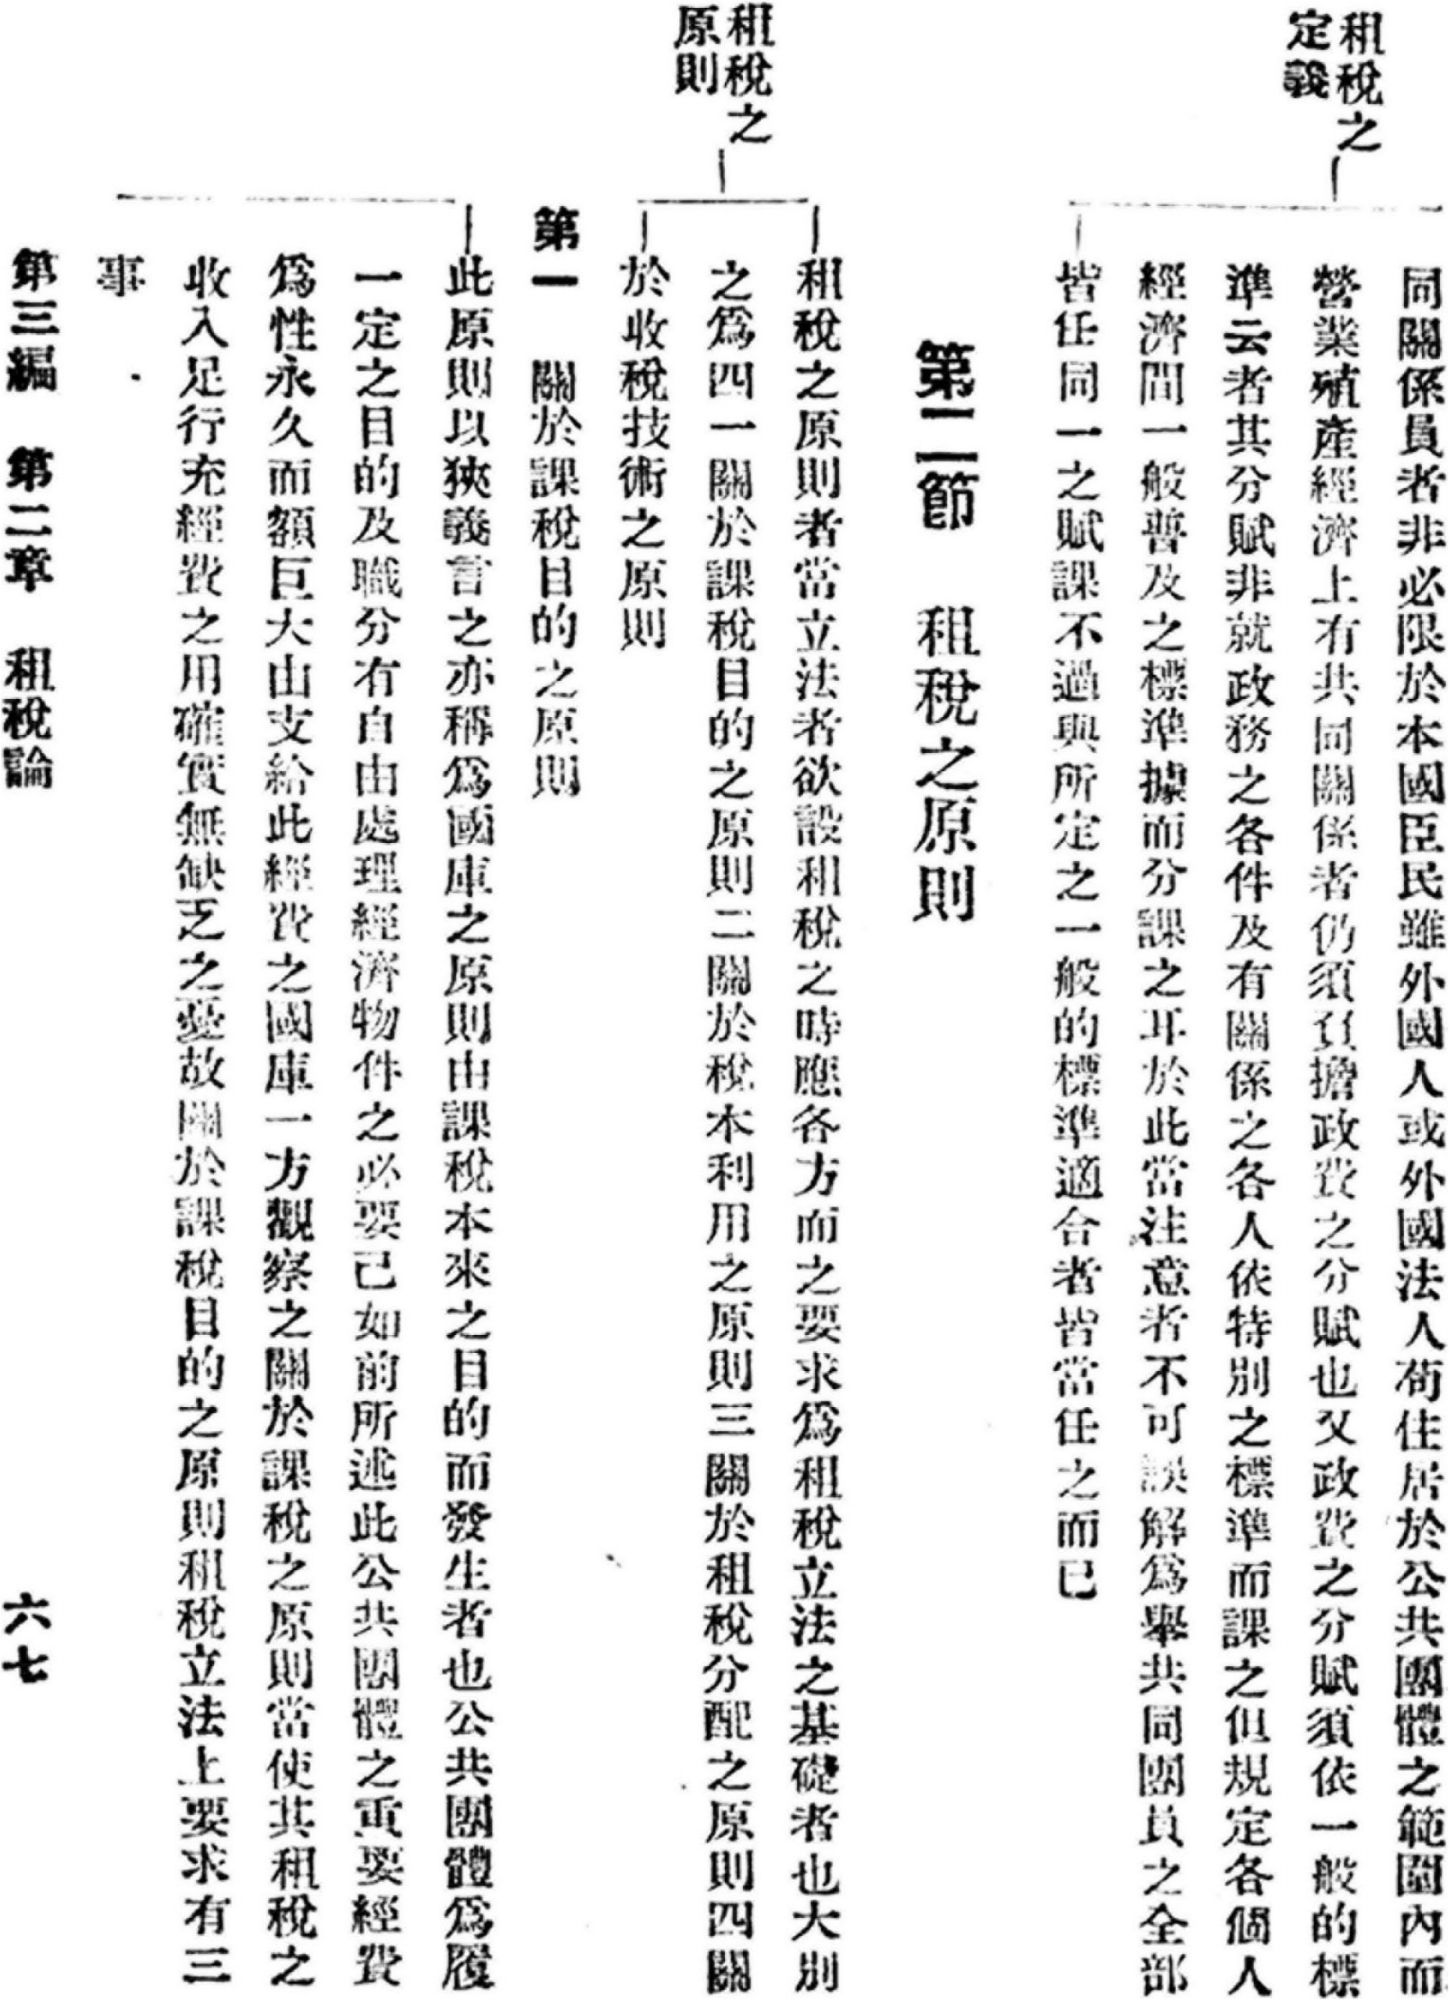 租稅之
定義
同關係員者非必限於本國臣民雖外國人或外國法人苟住居於公共團體之範圍內而
營業殖產經濟上有共同關係者仍須負擔政費之分賦也又政費之分賦須依一般的標
準云者其分賦非就政務之各件及有關係之各人依特別之標準而課之但規定各個人
經濟間一般普及之標準據而分課之耳於此當注意者不可誤解爲舉共同團員之全部
皆任同一之賦課不過與所定之一般的標準適合者皆當任之而已
第二節　租稅之原則
租稅之
原則
租稅之原則者當立法者欲設租稅之時應各方而之要求爲租稅立法之基礎者也大別
之爲四一關於課稅目的之原則二關於稅本利用之原則三關於租稅分配之原則四關
於收稅技術之原則
第一　關於課稅目的之原則
此原則以狹義言之亦稱爲國庫之原則由課稅本來之目的而發生者也公共團體爲履
一定之目的及職分有自由處理經濟物件之必要己如前所述此公共團體之重要經費
爲性永久而額巨大由支給此經費之國庫一方觀察之關於課稅之原則當使其租稅之
收入足行充經費之用確實無缺乏之憂故關於課稅目的之原則租稅立法上要求有三
事
第三編　第二章　租稅論　六七